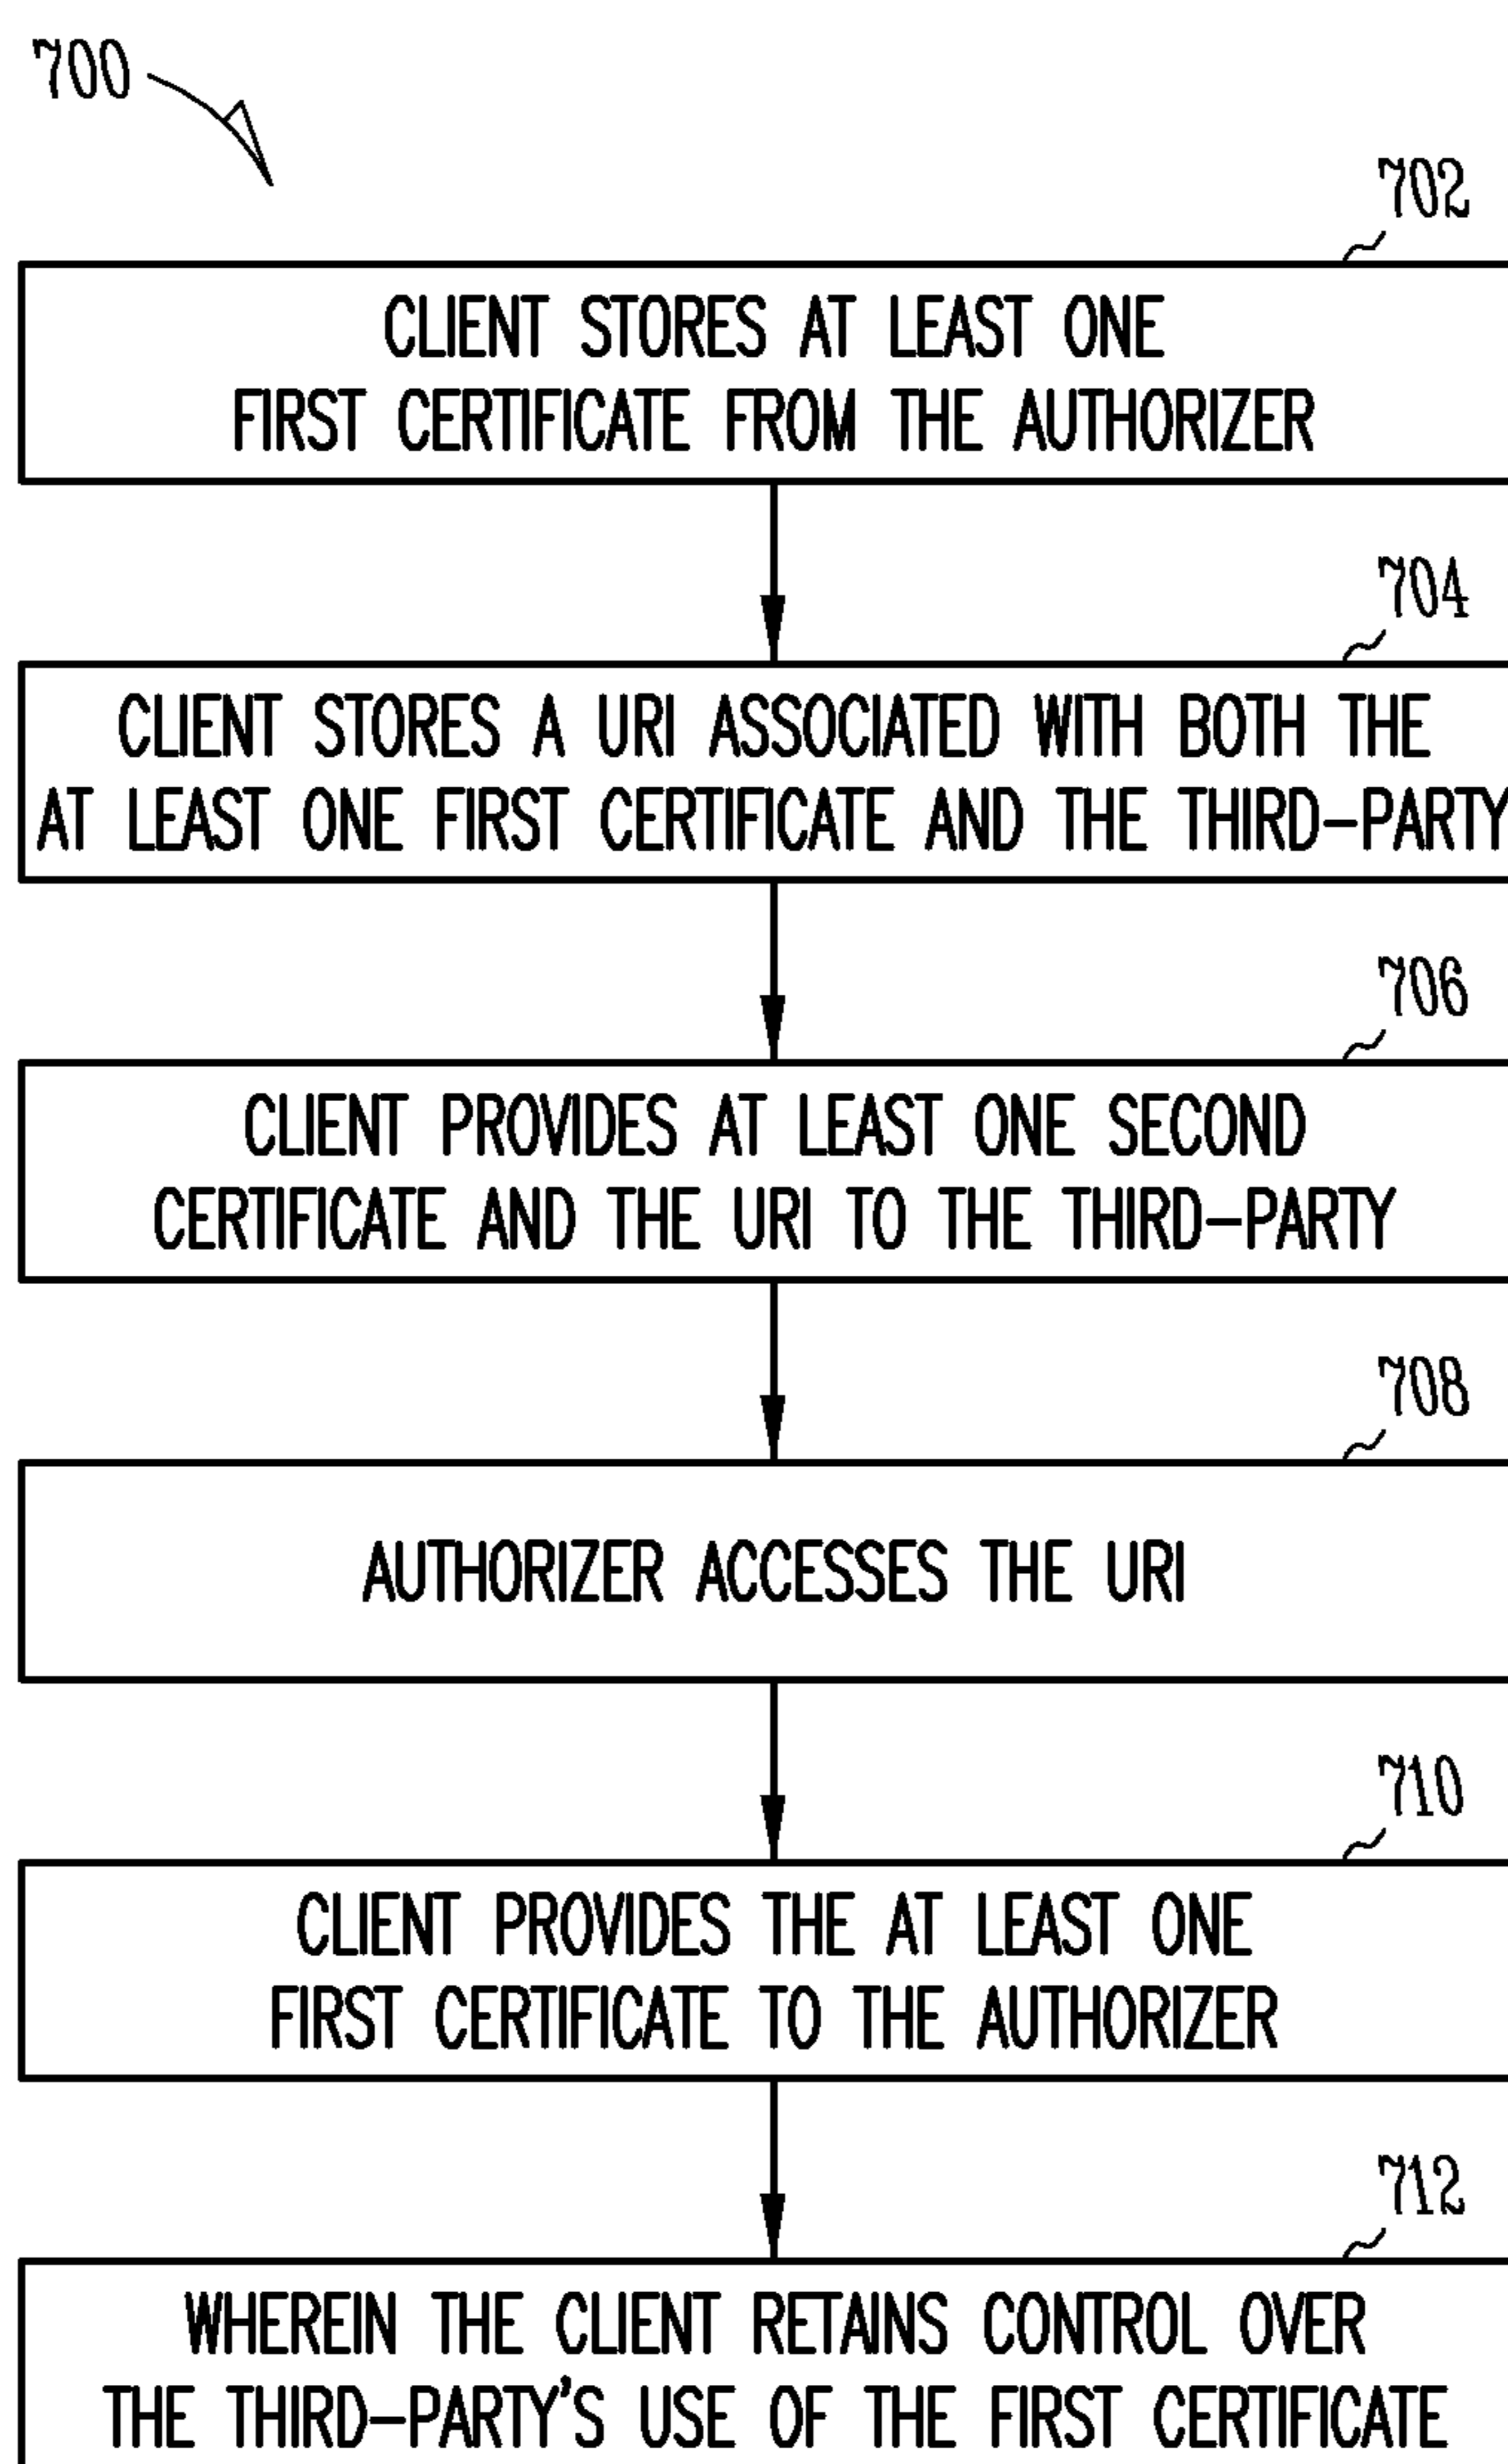 700
702
CLIENT STORES AT LEAST ONE
FIRST CERTIFICATE FROM THE AUTHORIZER
704
CLIENT STORES A URI ASSOCIATED WITH BOTH THE
AT LEAST ONE FIRST CERTIFICATE AND THE THIRD-PARTY
706
CLIENT PROVIDES AT LEAST ONE SECOND
CERTIFICATE AND THE URI TO THE THIRD-PARTY
708
AUTHORIZER ACCESSES THE URI
710
CLIENT PROVIDES THE AT LEAST ONE
FIRST CERTIFICATE TO THE AUTHORIZER
712
WHEREIN THE CLIENT RETAINS CONTROL OVER
THE THIRD-PARTY'S USE OF THE FIRST CERTIFICATE